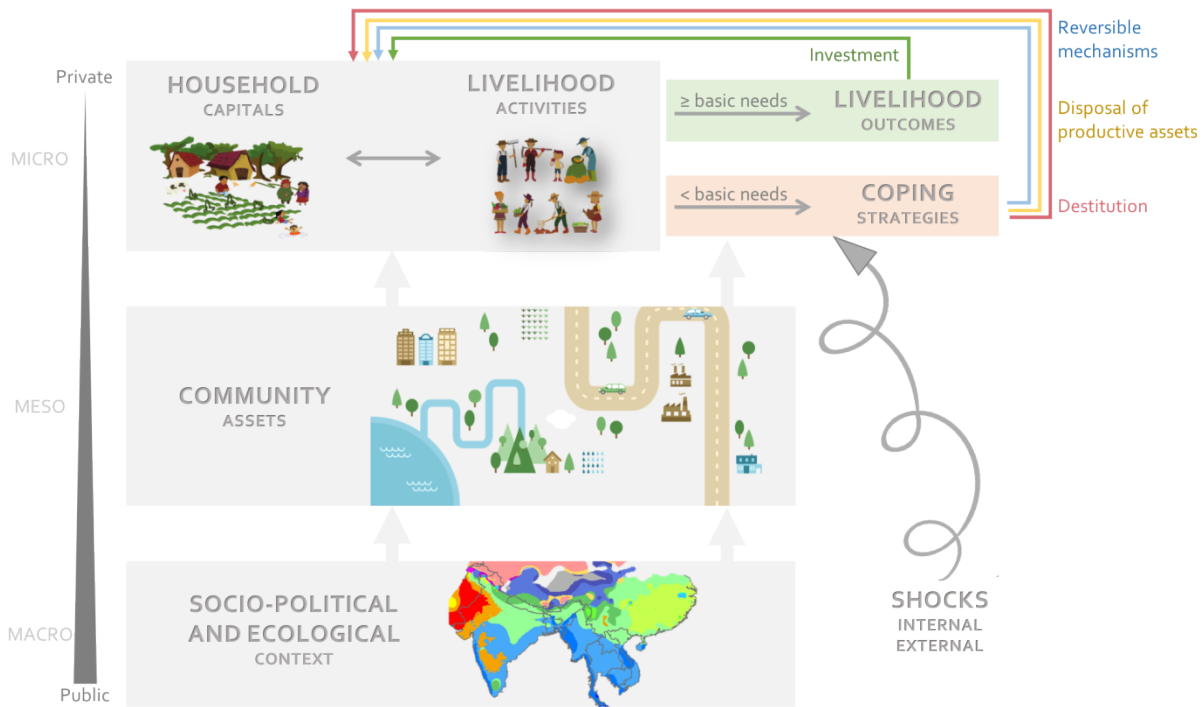 Reversible
mechanisms
Investment
Private
HOUSEHOLD
CAPITALS
LIVELIHOOD
ACTIVITIES
≥ basic needs
LIVELIHOOD
OUTCOMES
Disposal of
productive assets
MICRO
< basic needs
COPING
STRATEGIES
Destitution
COMMUNITY
ASSETS
MESO
SOCIO-POLITICAL
AND ECOLOGICAL
CONTEXT
SHOCKS
INTERNAL
EXTERNAL
MACRO
Public